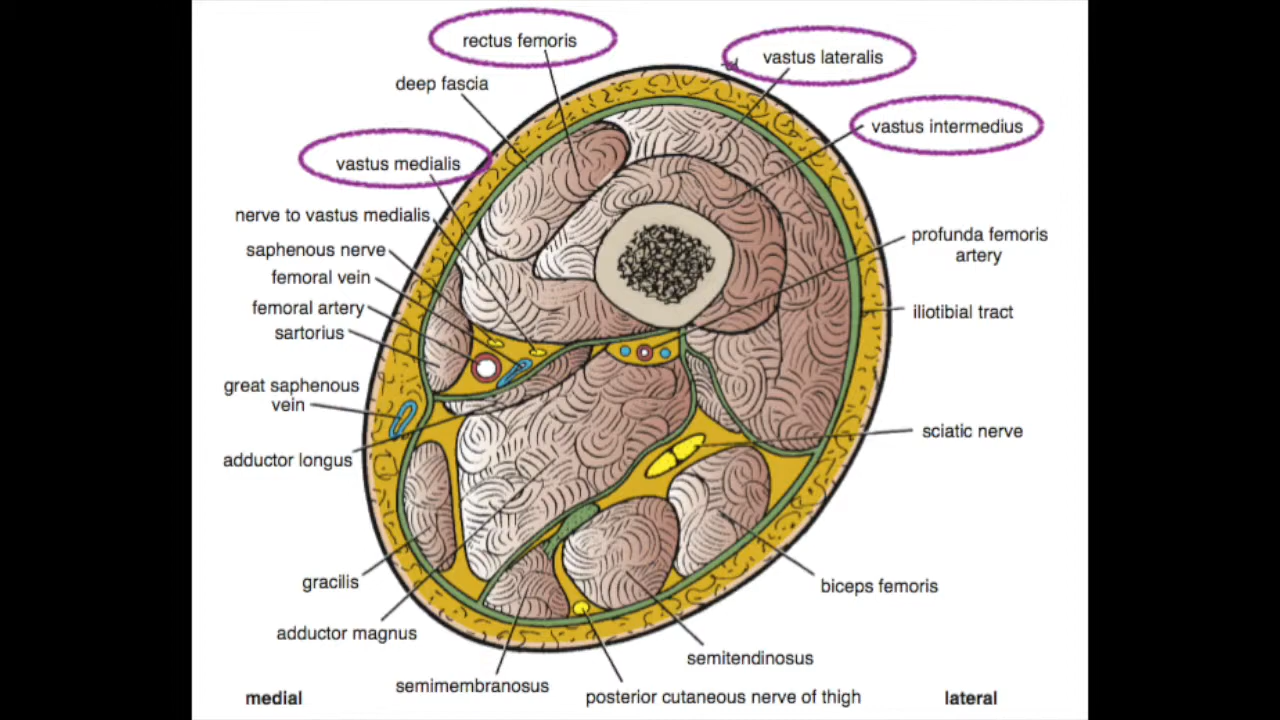 rectus femoris
vastus lateralis
deep fascia
vastus intermedius
vastus medialis
nerve to vastus medialis
saphenous nerve
femoral vein
femoral artery
sartorius
great saphenous
vein
adductor longus
gracilis
adductor magnus
semimembranosus
profunda femoris
artery
iliotibial tract
sciatic nerve
biceps femoris
semitendinosus
posterior cutaneous nerve of thigh
medial
lateral